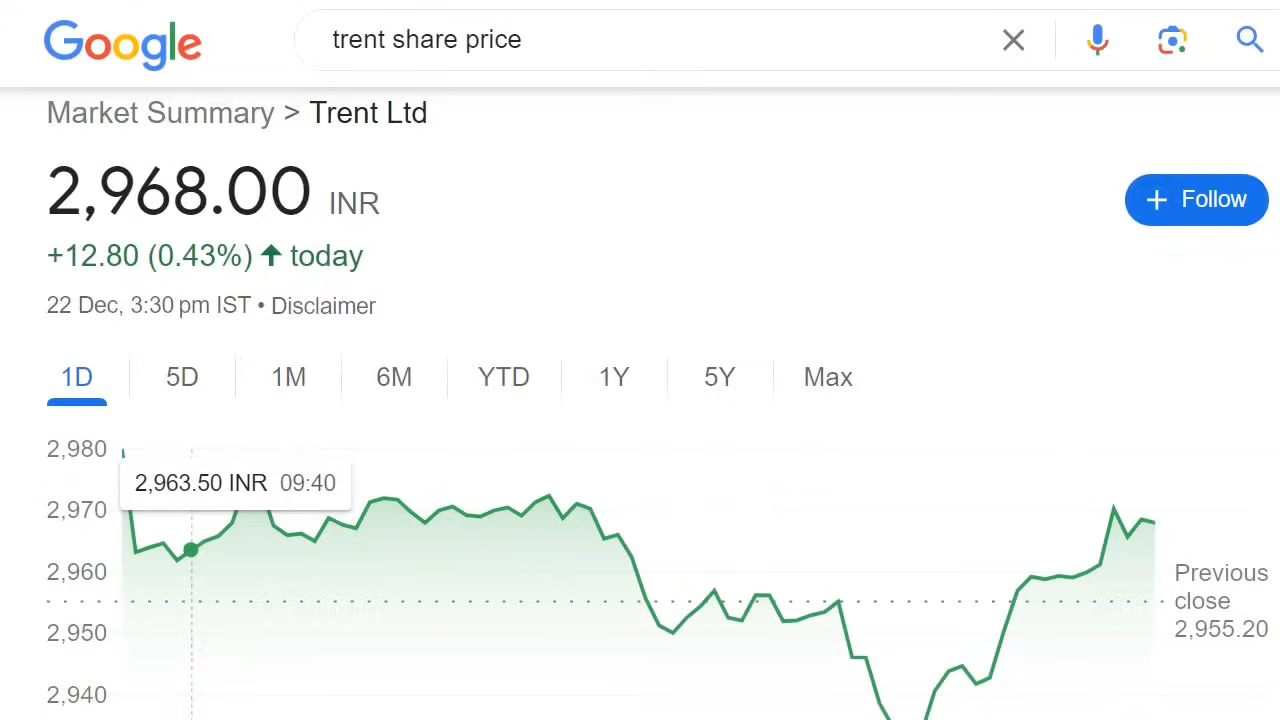 Google trent share price
Market Summary > Trent Ltd
2,968.00 INR
+ Follow
+12.80 (0.43%) ↑ today
22 Dec, 3:30 pm IST • Disclaimer
1D 5D 1M 6M YTD 1Y 5Y Max
2,980
2,963.50 INR 09:40
2,970
2,960
Previous
close
2,955.20
2,950
2,940